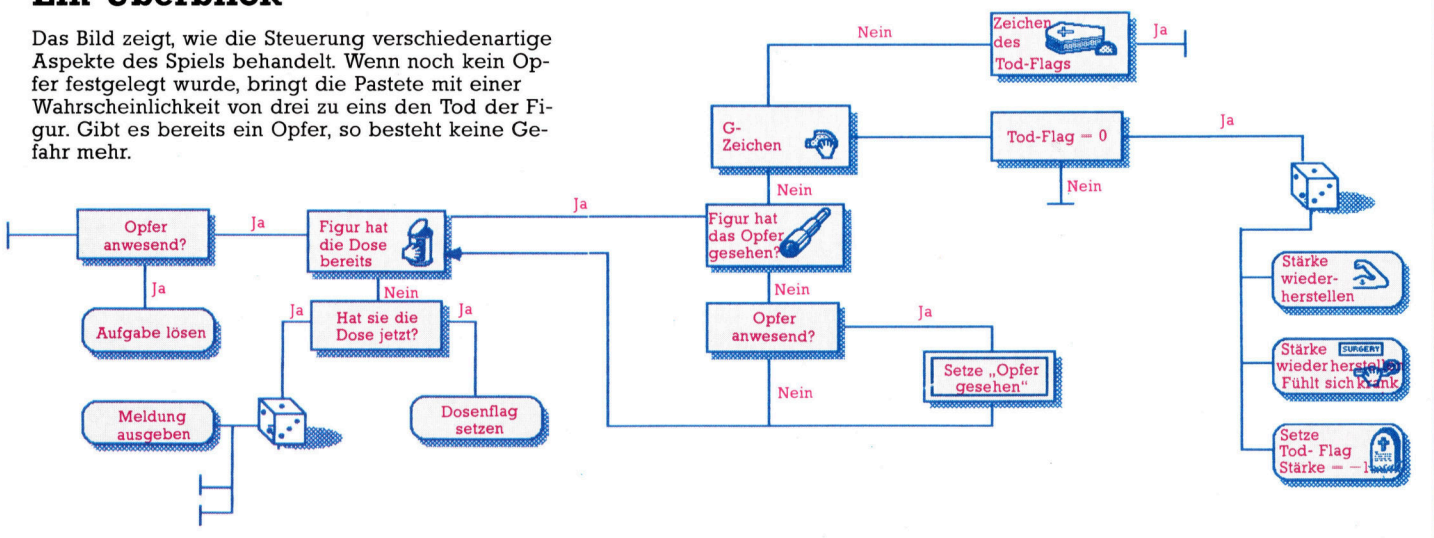 Ein Überblick
Das Bild zeigt, wie die Steuerung verschiedenartige
Aspekte des Spiels behandelt. Wenn noch kein Op-
fer festgelegt wurde, bringt die Pastete mit einer
Wahrscheinlichkeit von drei zu eins den Tod der Fi-
gur. Gibt es bereits ein Opfer, so besteht keine Ge-
fahr mehr.
Zeichen
des
Tod-Flags
Nein
Ja
G-
Zeichen
Tod-Flag = 0
Ja
Nein
Nein
Figur hat
das Opfer
gesehen?
Ja
Figur hat
die Dose
bereits
Ja
Opfer
anwesend?
Ja
Aufgabe lösen
Nein
Hat sie die
Dose jetzt?
Ja
Ja
Meldung
ausgeben
Dosenflag
setzen
Nein
Opfer
anwesend?
Ja
Setze „Opfer
gesehen“
Nein
Stärke
wieder-
herstellen
Stärke SURGERY
wieder herstellen
Fühlt sich krank
Setze
Tod- Flag
Stärke = -1